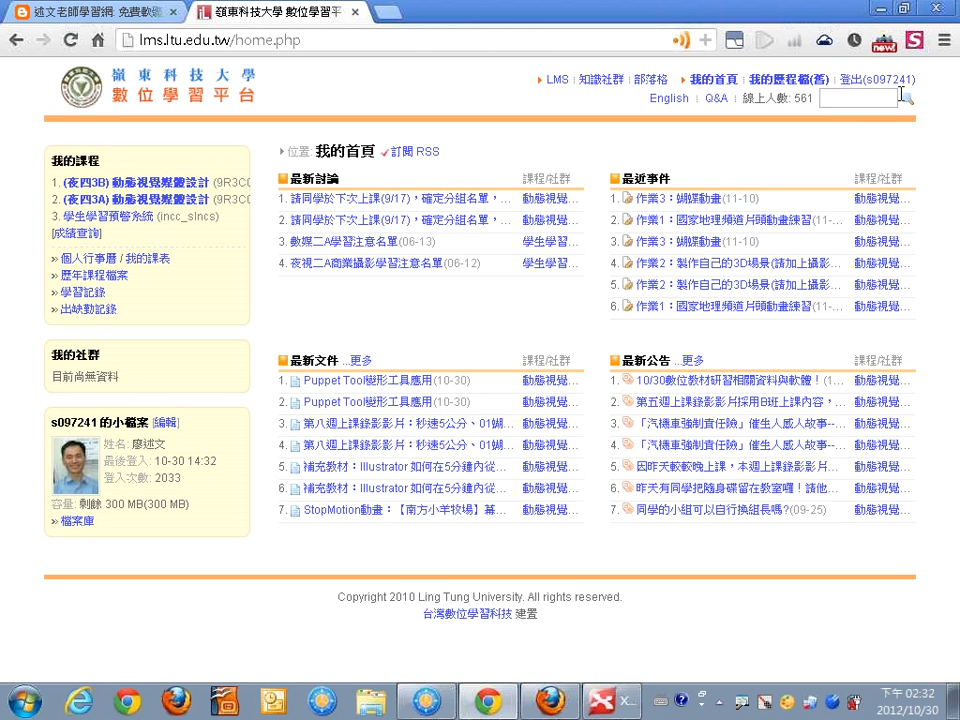 述文老師學習網: 免費軟體
嶺東科技大學 數位學習平
lms.ltu.edu.tw/home.php
now!
嶺東科技大學
數位學習平台
LMS | 知識社群 | 部落格 我的首頁 | 我的歷程檔(舊) | 登出(s097241)
English | Q&A | 線上人數: 561
我的課程
1. (夜四3B) 動態視覺媒體設計 (9R3C0
2. (夜四3A) 動態視覺媒體設計 (9R3C0
3. 學生學習預警系統 (incc_slncs)
[成績查詢]
» 個人行事曆 / 我的課表
» 歷年課程檔案
» 學習記錄
» 出缺勤記錄
我的社群
目前尚無資料
s097241 的小檔案 [編輯]
姓名: 廖述文
最後登入: 10-30 14:32
登入次數: 2033
容量: 剩餘 300 MB(300 MB)
» 檔案庫
位置: 我的首頁 訂閱 RSS
最新討論 課程/社群
1. 請同學於下次上課(9/17)，確定分組名單，... 動態視覺...
2. 請同學於下次上課(9/17)，確定分組名單，... 動態視覺...
3. 數媒二A學習注意名單(06-13) 學生學習...
4. 夜視二A商業攝影學習注意名單(06-12) 學生學習...
最近事件 課程/社群
1. 作業3：蝴蝶動畫(11-10) 動態視覺...
2. 作業1：國家地理頻道片頭動畫練習(11-... 動態視覺...
3. 作業3：蝴蝶動畫(11-10) 動態視覺...
4. 作業2：製作自己的3D場景(請加上攝影... 動態視覺...
5. 作業2：製作自己的3D場景(請加上攝影... 動態視覺...
6. 作業1：國家地理頻道片頭動畫練習(11-... 動態視覺...
最新文件 ...更多 課程/社群
1. Puppet Tool變形工具應用(10-30) 動態視覺...
2. Puppet Tool變形工具應用(10-30) 動態視覺...
3. 第八週上課錄影影片：秒速5公分、01蝴... 動態視覺...
4. 第八週上課錄影影片：秒速5公分、01蝴... 動態視覺...
5. 補充教材：Illustrator 如何在5分鐘內從... 動態視覺...
6. 補充教材：Illustrator 如何在5分鐘內從... 動態視覺...
7. StopMotion動畫：【南方小羊牧場】幕... 動態視覺...
最新公告 ...更多 課程/社群
1. 10/30數位教材研習相關資料與軟體！(1... 動態視覺...
2. 第五週上課錄影影片採用B班上課內容，... 動態視覺...
3. 「汽機車強制責任險」催生人感人故事--... 動態視覺...
4. 「汽機車強制責任險」催生人感人故事--... 動態視覺...
5. 因昨天較較晚上課，本週上課錄影影片... 動態視覺...
6. 昨天有同學把隨身碟留在教室囉！請他... 動態視覺...
7. 同學的小組可以自行換組長嗎?(09-25) 動態視覺...
Copyright 2010 Ling Tung University. All rights reserved.
台灣數位學習科技 建置
X...
下午 02:32
2012/10/30